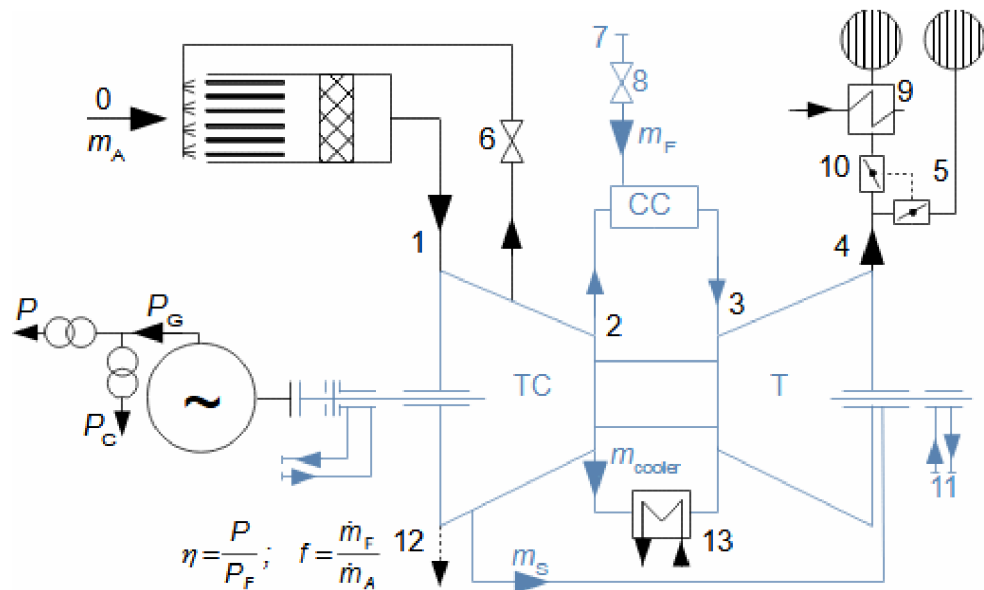 0
m_A
1
6
7
8
m_F
CC
2
3
9
10
5
4
P
P_G
~
P_C
TC
T
m_cooler
11
12
13
m_S
η = P / P_F ; f = ṁ_F / ṁ_A